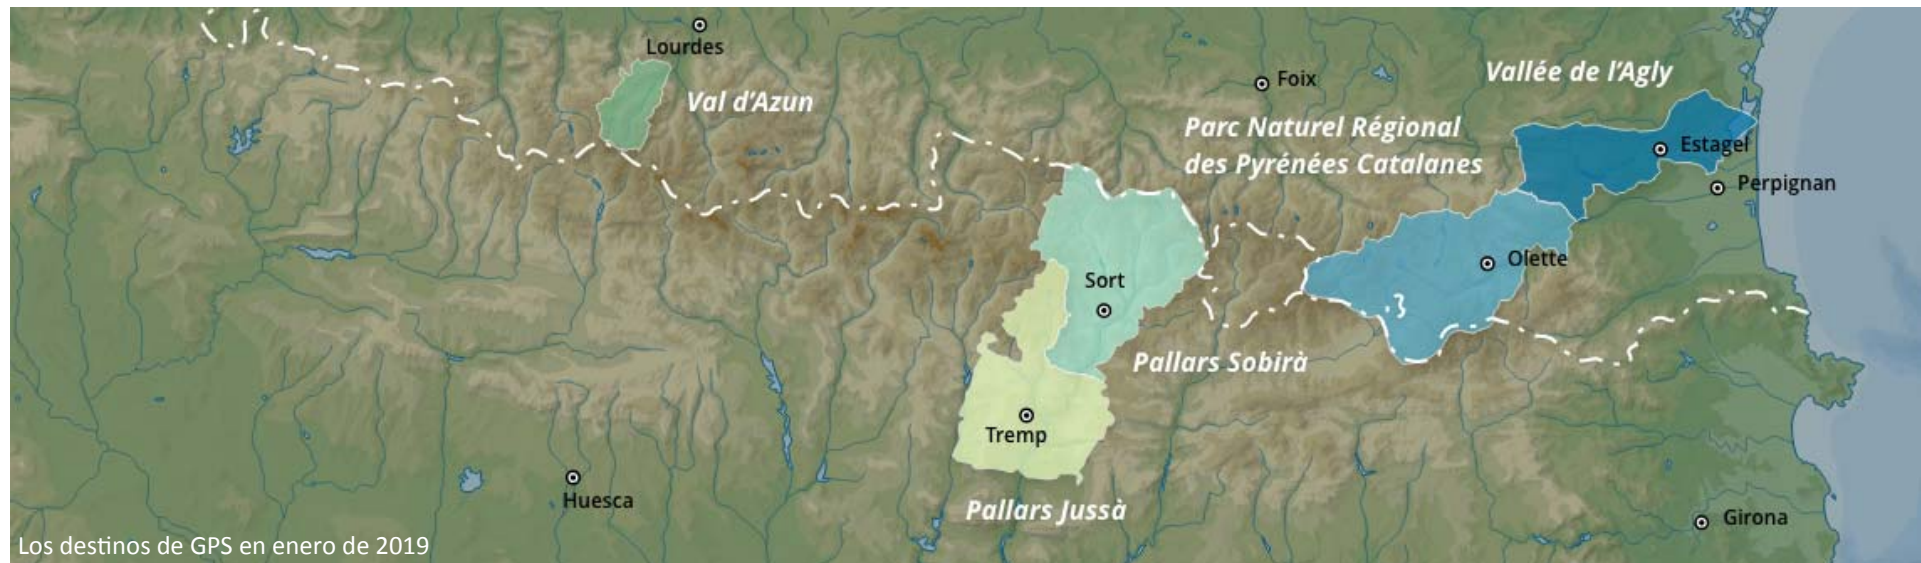 Lourdes
Val d'Azun
Foix
Vallée de l'Agly
Parc Naturel Régional
des Pyrénées Catalanes
Estagel
Perpignan
Olette
Sort
Pallars Sobirà
Tremp
Huesca
Pallars Jussà
Girona
Los destinos de GPS en enero de 2019